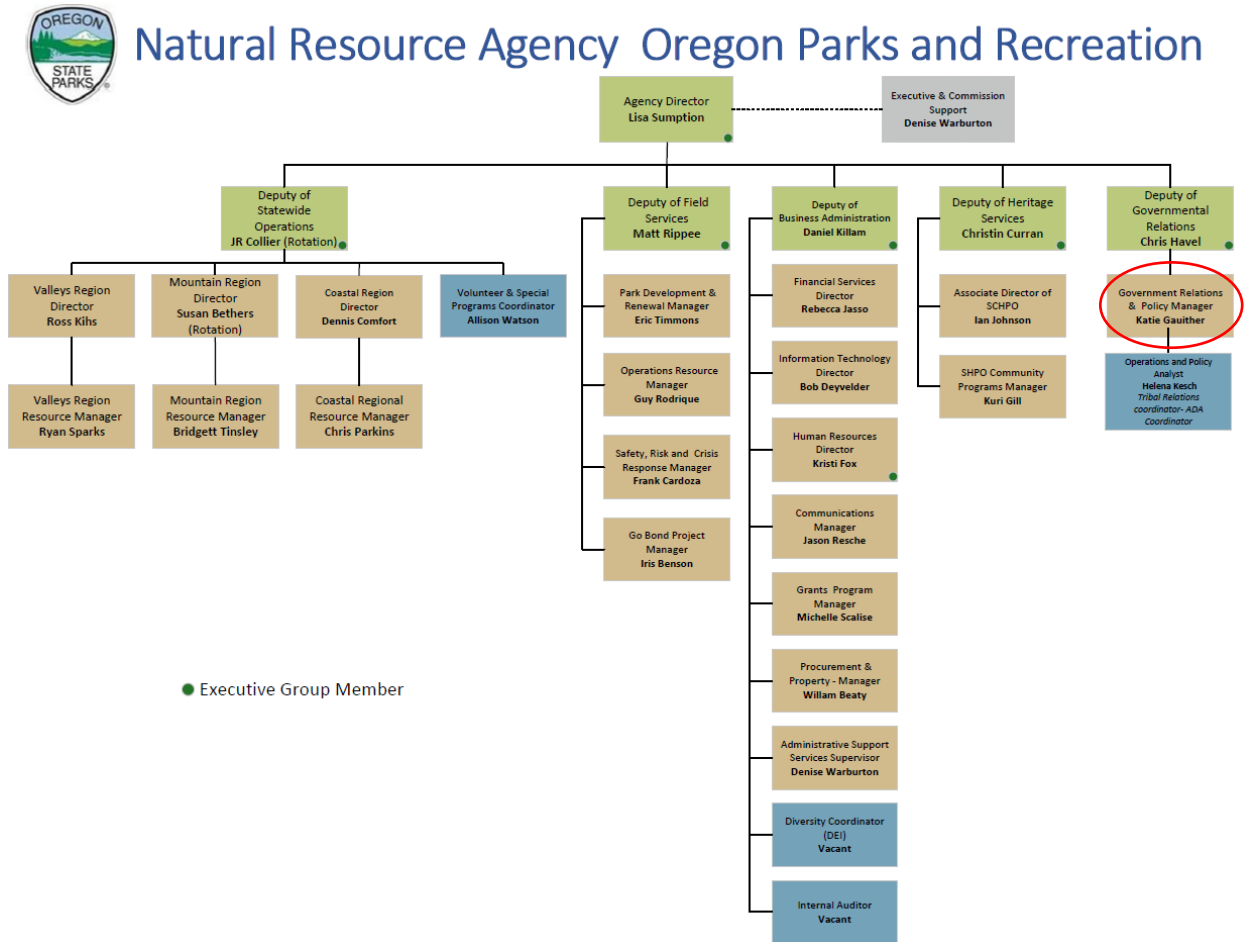 OREGON
STATE
PARKS
Natural Resource Agency Oregon Parks and Recreation
Agency Director
Lisa Sumption
Executive & Commission
Support
Denise Warburton
Deputy of
Statewide
Operations
JR Collier (Rotation)
Deputy of Field
Services
Matt Rippee
Deputy of
Business Administration
Daniel Killam
Deputy of Heritage
Services
Christin Curran
Deputy of
Governmental
Relations
Chris Havel
Valleys Region
Director
Ross Kihs
Mountain Region
Director
Susan Bethers
(Rotation)
Coastal Region
Director
Dennis Comfort
Volunteer & Special
Programs Coordinator
Allison Watson
Valleys Region
Resource Manager
Ryan Sparks
Mountain Region
Resource Manager
Bridgett Tinsley
Coastal Regional
Resource Manager
Chris Parkins
Park Development &
Renewal Manager
Eric Timmons
Operations Resource
Manager
Guy Rodrique
Safety, Risk and Crisis
Response Manager
Frank Cardoza
Go Bond Project
Manager
Iris Benson
Financial Services
Director
Rebecca Jasso
Information Technology
Director
Bob Deyvelder
Human Resources
Director
Kristi Fox
Communications
Manager
Jason Resche
Grants Program
Manager
Michelle Scalise
Procurement &
Property - Manager
Willam Beaty
Administrative Support
Services Supervisor
Denise Warburton
Diversity Coordinator
(DEI)
Vacant
Internal Auditor
Vacant
Associate Director of
SCHPO
Ian Johnson
SHPO Community
Programs Manager
Kuri Gill
Government Relations
& Policy Manager
Katie Gauither
Operations and Policy
Analyst
Helena Kesch
Tribal Relations
coordinator- ADA
Coordinator
Executive Group Member